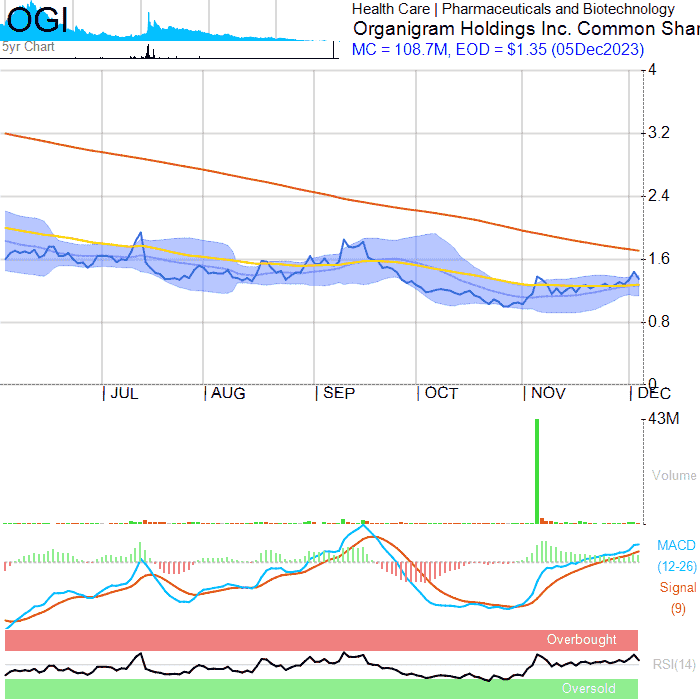 OGI
5yr Chart
Health Care | Pharmaceuticals and Biotechnology
Organigram Holdings Inc. Common Shar
MC = 108.7M, EOD = $1.35 (05Dec2023)
4
3.2
2.4
1.6
0.8
0
JUL AUG SEP OCT NOV DEC
43M
Volume
MACD
(12-26)
Signal
(9)
Overbought
RSI(14)
Oversold